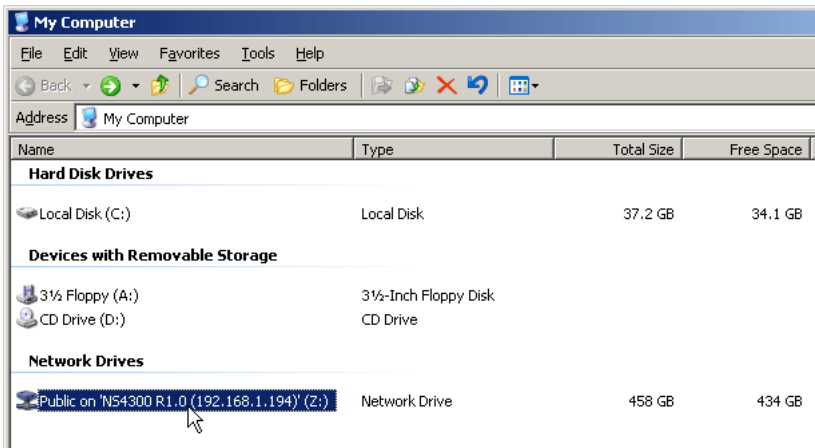 My Computer
File Edit View Favorites Tools Help
Back Search Folders
Address My Computer
Name Type Total Size Free Space
Hard Disk Drives
Local Disk (C:) Local Disk 37.2 GB 34.1 GB
Devices with Removable Storage
3½ Floppy (A:) 3½-Inch Floppy Disk
CD Drive (D:) CD Drive
Network Drives
Public on 'NS4300 R1.0 (192.168.1.194)' (Z:) Network Drive 458 GB 434 GB